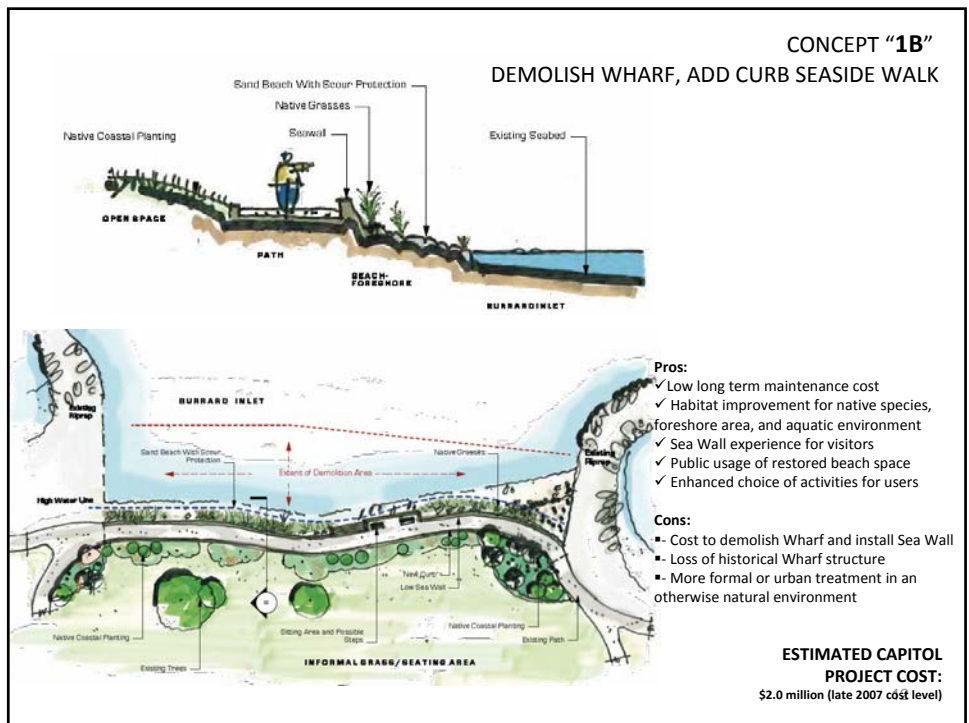 CONCEPT “1B”
DEMOLISH WHARF, ADD CURB SEASIDE WALK
Sand Beach With Scour Protection
Native Grasses
Native Coastal Planting
Seawall
Existing Seabed
OPEN SPACE
PATH
BEACH-
FORESHORE
BURRARD INLET
Existing
Riprap
BURRARD INLET
Sand Beach With Scour
Protection
Extent of Demolition Area
Native Grasses
Existing
Riprap
High Water Line
New Curb
Low Sea Wall
Native Coastal Planting
Sitting Area and Possible
Steps
Native Coastal Planting
Existing Path
Existing Trees
INFORMAL GRASS/SEATING AREA
Pros:
✓Low long term maintenance cost
✓ Habitat improvement for native species,
foreshore area, and aquatic environment
✓ Sea Wall experience for visitors
✓ Public usage of restored beach space
✓ Enhanced choice of activities for users
Cons:
▪- Cost to demolish Wharf and install Sea Wall
▪- Loss of historical Wharf structure
▪- More formal or urban treatment in an
otherwise natural environment
ESTIMATED CAPITOL
PROJECT COST:
$2.0 million (late 2007 cost level)